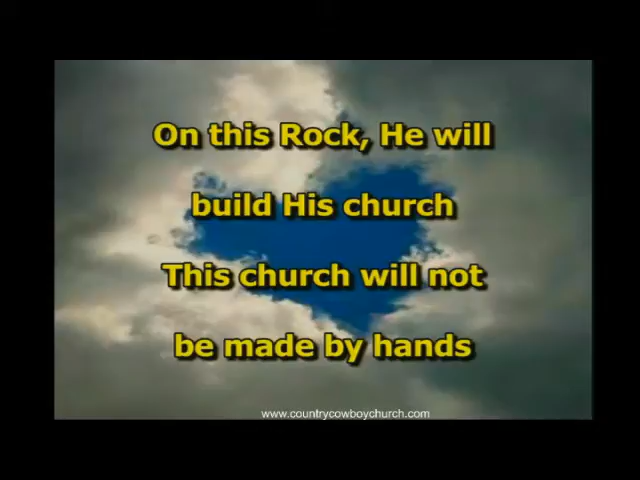 On this Rock, He will
build His church
This church will not
be made by hands
www.countrycowboychurch.com